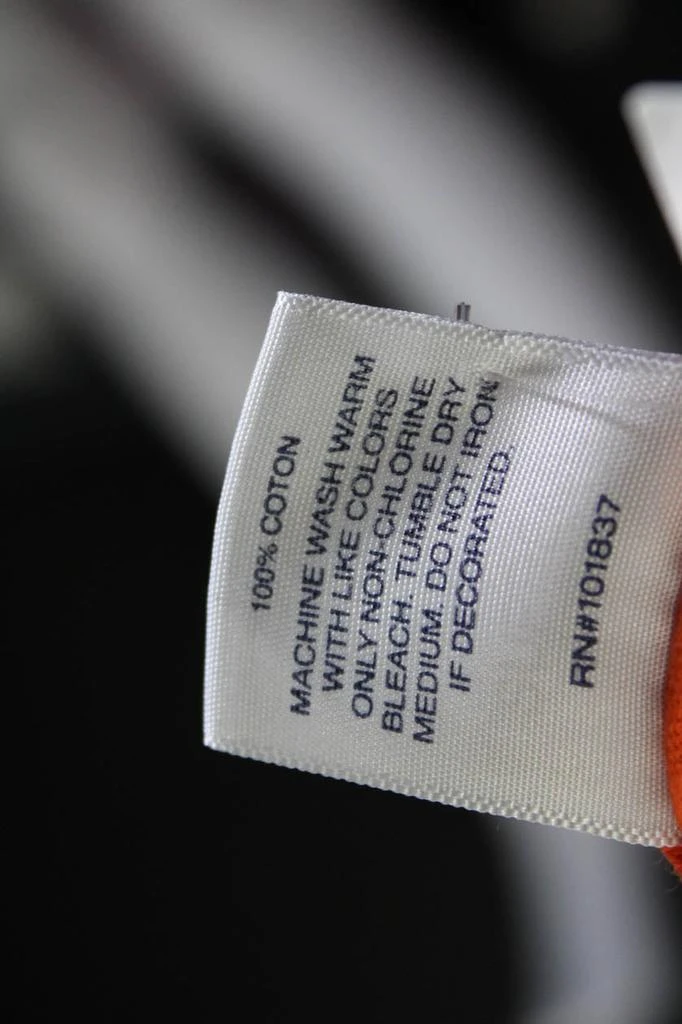 100% COTON
MACHINE WASH WARM
WITH LIKE COLORS
ONLY NON-CHLORINE
BLEACH. TUMBLE DRY
MEDIUM. DO NOT IRON
IF DECORATED.
RN#101837